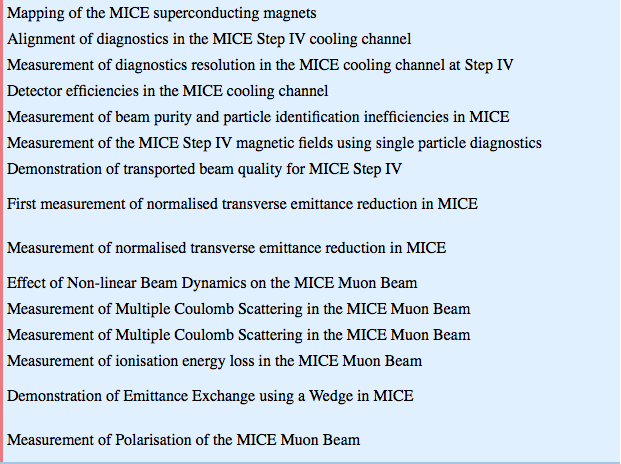 Mapping of the MICE superconducting magnets
Alignment of diagnostics in the MICE Step IV cooling channel
Measurement of diagnostics resolution in the MICE cooling channel at Step IV
Detector efficiencies in the MICE cooling channel
Measurement of beam purity and particle identification inefficiencies in MICE
Measurement of the MICE Step IV magnetic fields using single particle diagnostics
Demonstration of transported beam quality for MICE Step IV
First measurement of normalised transverse emittance reduction in MICE
Measurement of normalised transverse emittance reduction in MICE
Effect of Non-linear Beam Dynamics on the MICE Muon Beam
Measurement of Multiple Coulomb Scattering in the MICE Muon Beam
Measurement of Multiple Coulomb Scattering in the MICE Muon Beam
Measurement of ionisation energy loss in the MICE Muon Beam
Demonstration of Emittance Exchange using a Wedge in MICE
Measurement of Polarisation of the MICE Muon Beam